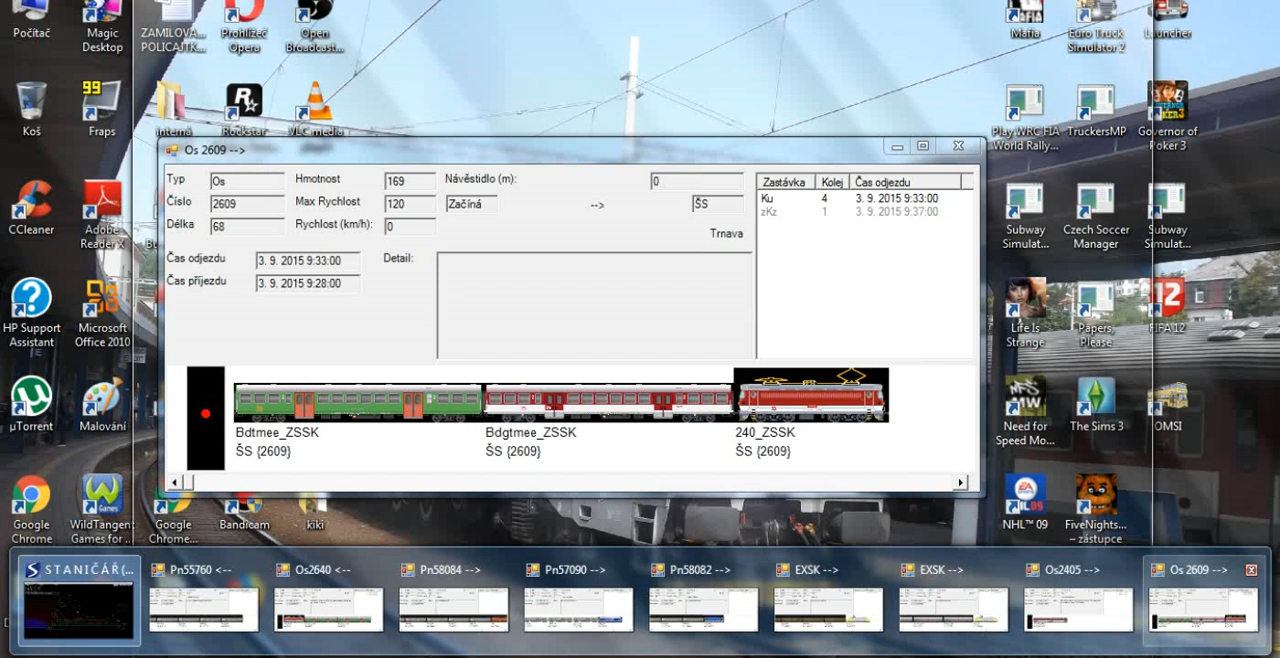 Počítač
Magic
Desktop
ZAMILOVA...
POLICAJTK...
Prohlížeč
Opera
Open
Broadcast...
Mafia
Euro Truck
Simulator 2
Launcher
Koš
99
Fraps
interna
Rockstar
VLC media
Play WRC FIA
World Rally...
TruckersMP
Governor of
Poker 3
CCleaner
Adobe
Reader X
Subway
Simulat...
Czech Soccer
Manager
Subway
Simulat...
HP Support
Assistant
Microsoft
Office 2010
Life Is
Strange
Papers,
Please
12
FIFA 12
µTorrent
Malování
Need for
Speed Mo...
The Sims 3
OMSI
Google
Chrome
WildTangent
Games for ...
Google
Chrome...
Bandicam
kiki
NHL™ 09
FiveNights...
– zástupce
Os 2609 -->
Typ
Os
Hmotnost
169
Návěstidlo (m):
0
Číslo
2609
Max Rychlost
120
Začíná
-->
ŠS
Délka
68
Rychlost (km/h):
0
Trnava
Čas odjezdu
3. 9. 2015 9:33:00
Detail:
Čas příjezdu
3. 9. 2015 9:28:00
Zastávka Kolej Čas odjezdu
Ku 4 3. 9. 2015 9:33:00
zKz 1 3. 9. 2015 9:37:00
Bdtmee_ZSSK
ŠS {2609}
Bdgtmee_ZSSK
ŠS {2609}
240_ZSSK
ŠS {2609}
STANIČÁŘ(...
Pn55760 <--
Os2640 <--
Pn58084 -->
Pn57090 -->
Pn58082 -->
EXSK -->
EXSK -->
Os2405 -->
Os 2609 -->